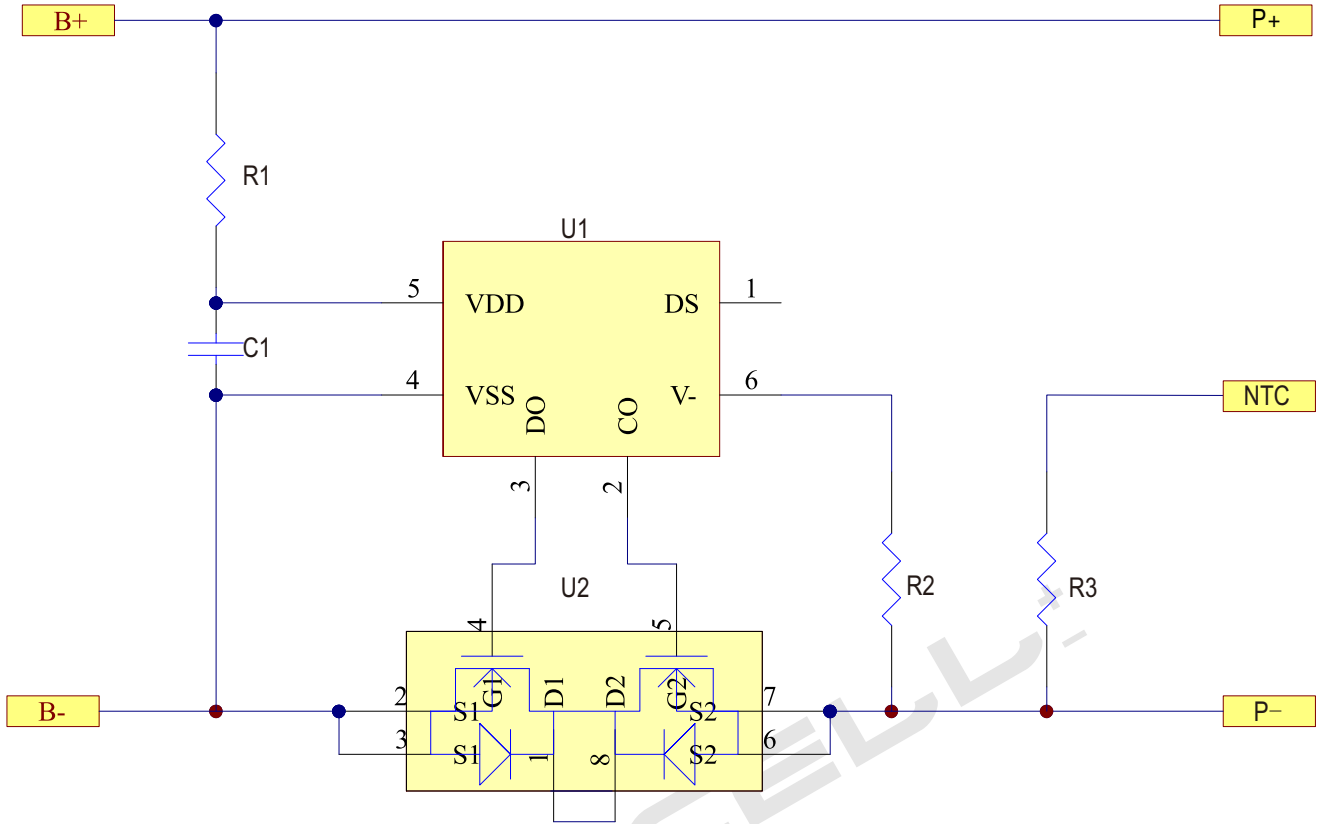 B+
P+
R1
U1
5
VDD
DS
1
C1
4
VSS
V-
6
DO
CO
NTC
3
2
U2
R2
R3
4
5
G1
D1
D2
G2
2
S1
S2
7
B-
P−
3
S1
1
8
S2
6